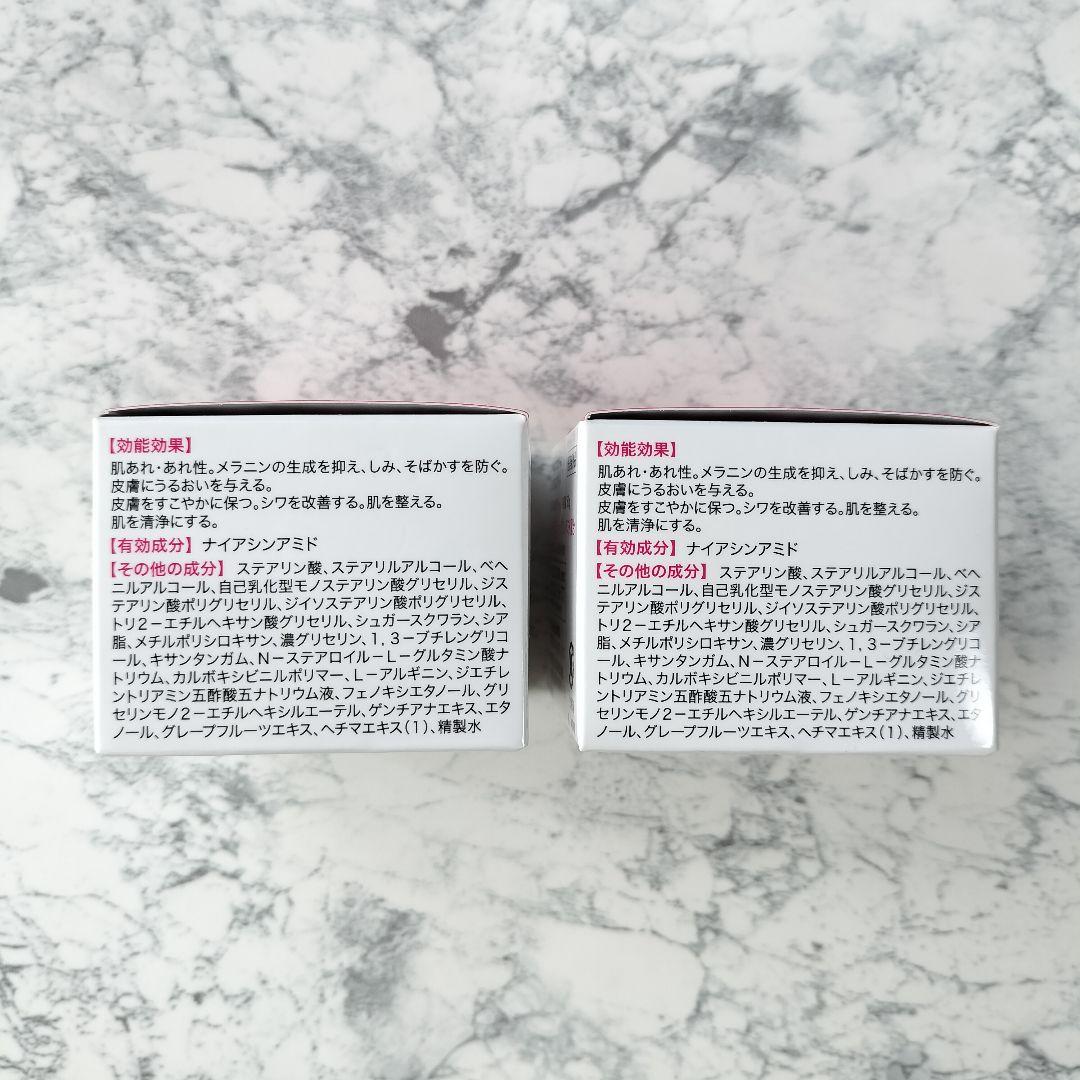 【効能効果】
肌あれ・あれ性。メラニンの生成を抑え、しみ、そばかすを防ぐ。
皮膚にうるおいを与える。
皮膚をすこやかに保つ。シワを改善する。肌を整える。
肌を清浄にする。
【有効成分】 ナイアシンアミド
【その他の成分】 ステアリン酸、ステアリルアルコール、ベヘ
ニルアルコール、自己乳化型モノステアリン酸グリセリル、ジス
テアリン酸ポリグリセリル、ジイソステアリン酸ポリグリセリル、
トリ2－エチルヘキサン酸グリセリル、シュガースクワラン、シア
脂、メチルポリシロキサン、濃グリセリン、1，3－ブチレングリコ
ール、キサンタンガム、N－ステアロイル－L－グルタミン酸ナ
トリウム、カルボキシビニルポリマー、L－アルギニン、ジエチレ
ントリアミン五酢酸五ナトリウム液、フェノキシエタノール、グリ
セリンモノ2－エチルヘキシルエーテル、ゲンチアナエキス、エタ
ノール、グレープフルーツエキス、ヘチマエキス(1)、精製水
【効能効果】
肌あれ・あれ性。メラニンの生成を抑え、しみ、そばかすを防ぐ。
皮膚にうるおいを与える。
皮膚をすこやかに保つ。シワを改善する。肌を整える。
肌を清浄にする。
【有効成分】 ナイアシンアミド
【その他の成分】 ステアリン酸、ステアリルアルコール、ベヘ
ニルアルコール、自己乳化型モノステアリン酸グリセリル、ジス
テアリン酸ポリグリセリル、ジイソステアリン酸ポリグリセリル、
トリ2－エチルヘキサン酸グリセリル、シュガースクワラン、シア
脂、メチルポリシロキサン、濃グリセリン、1，3－ブチレングリコ
ール、キサンタンガム、N－ステアロイル－L－グルタミン酸ナ
トリウム、カルボキシビニルポリマー、L－アルギニン、ジエチレ
ントリアミン五酢酸五ナトリウム液、フェノキシエタノール、グリ
セリンモノ2－エチルヘキシルエーテル、ゲンチアナエキス、エタ
ノール、グレープフルーツエキス、ヘチマエキス(1)、精製水